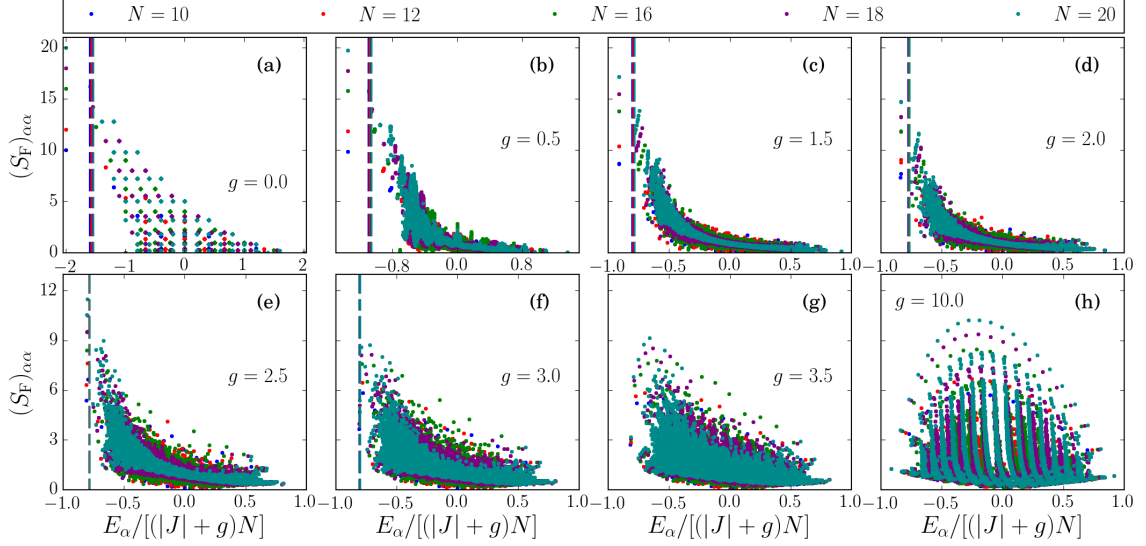 N = 10 N = 12 N = 16 N = 18 N = 20
(a) (b) (c) (d)
(S_F)_αα
20
15
10
5
0
g = 0.0 g = 0.5 g = 1.5 g = 2.0
−2 −1 0 1 2 −0.8 0.0 0.8 −1.0 −0.5 0.0 0.5 1.0 −1.0 −0.5 0.0 0.5 1.0
(e) (f) (g) (h)
(S_F)_αα
12
9
6
3
0
g = 2.5 g = 3.0 g = 3.5 g = 10.0
−1.0 −0.5 0.0 0.5 1.0 −1.0 −0.5 0.0 0.5 1.0 −1.0 −0.5 0.0 0.5 1.0 −1.0 −0.5 0.0 0.5 1.0
E_α/[(|J| + g)N] E_α/[(|J| + g)N] E_α/[(|J| + g)N] E_α/[(|J| + g)N]